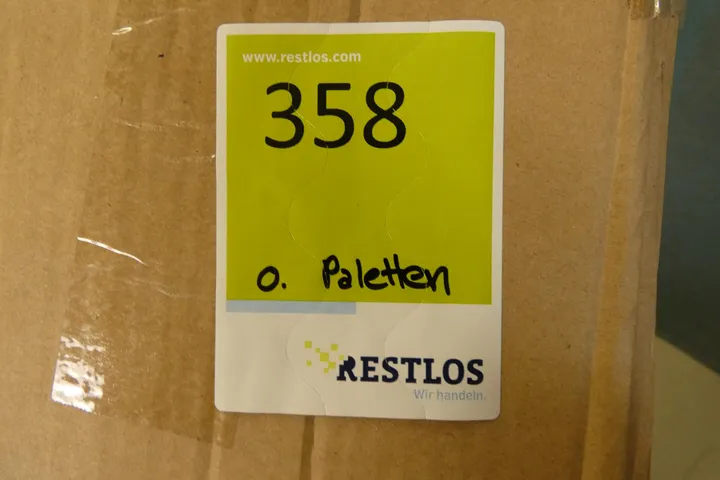 www.restlos.com
358
o. Paletten
RESTLOS
Wir handeln.